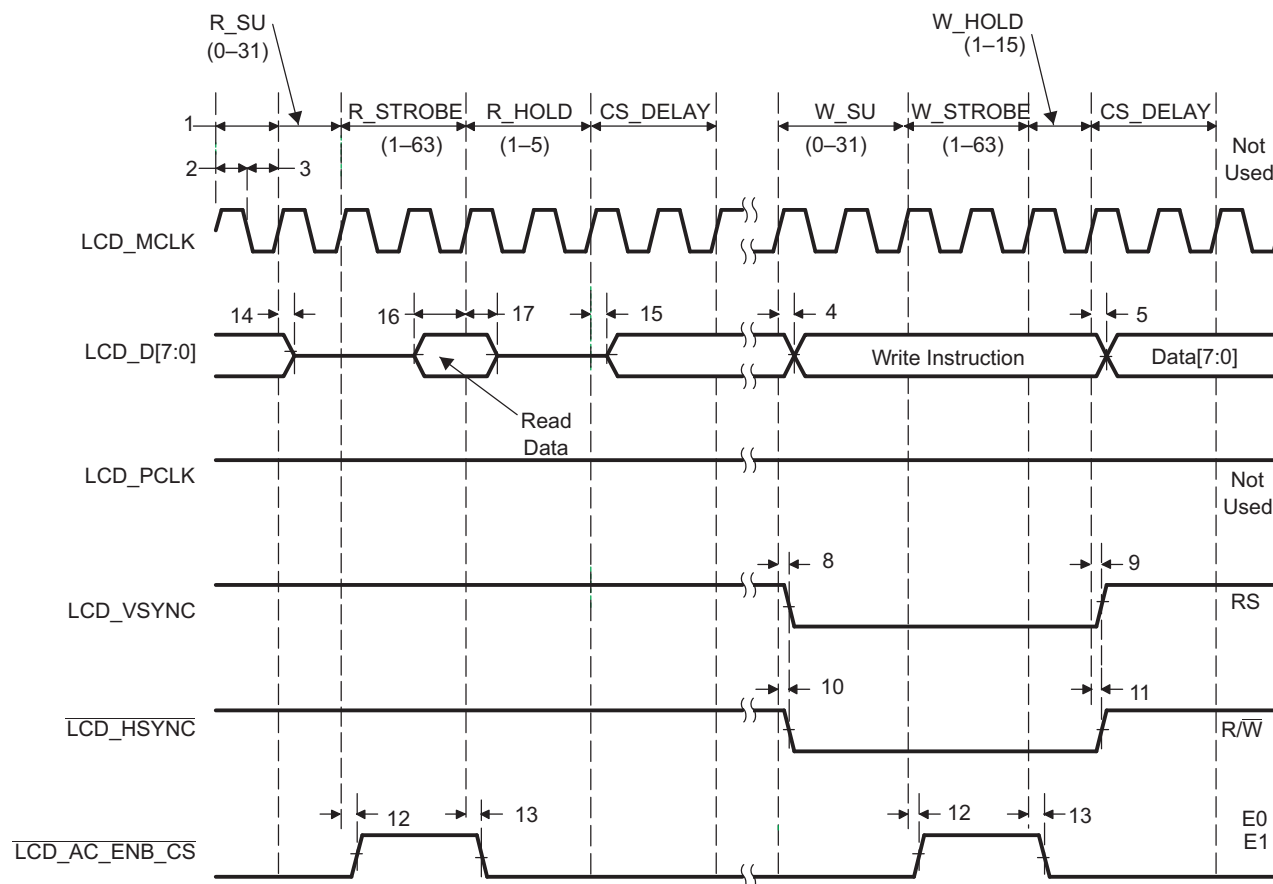 R_SU
(0–31)
W_HOLD
(1–15)
1
R_STROBE
R_HOLD
CS_DELAY
W_SU
W_STROBE
CS_DELAY
(1–63)
(1–5)
(0–31)
(1–63)
Not
Used
2
3
LCD_MCLK
14
16
17
15
4
5
LCD_D[7:0]
Write Instruction
Data[7:0]
Read
Data
LCD_PCLK
Not
Used
8
9
LCD_VSYNC
RS
10
11
LCD_HSYNC
R/W
12
13
12
13
E0
E1
LCD_AC_ENB_CS